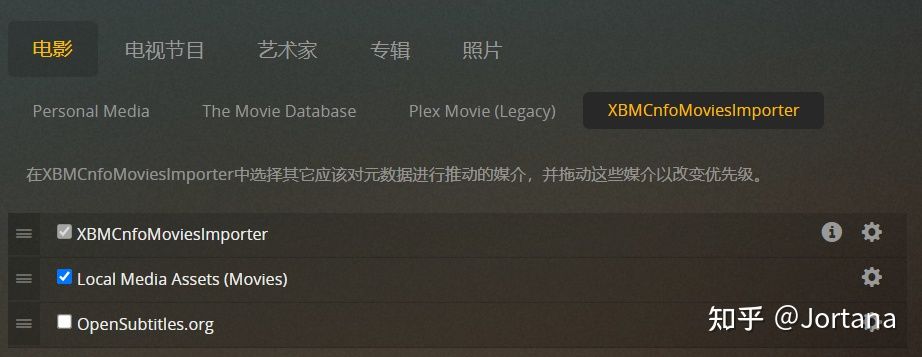 电影 电视节目 艺术家 专辑 照片
Personal Media The Movie Database Plex Movie (Legacy) XBMCnfoMoviesImporter
在XBMCnfoMoviesImporter中选择其它应该对元数据进行推动的媒介，并拖动这些媒介以改变优先级。
XBMCnfoMoviesImporter
Local Media Assets (Movies)
OpenSubtitles.org
知乎 @Jortana